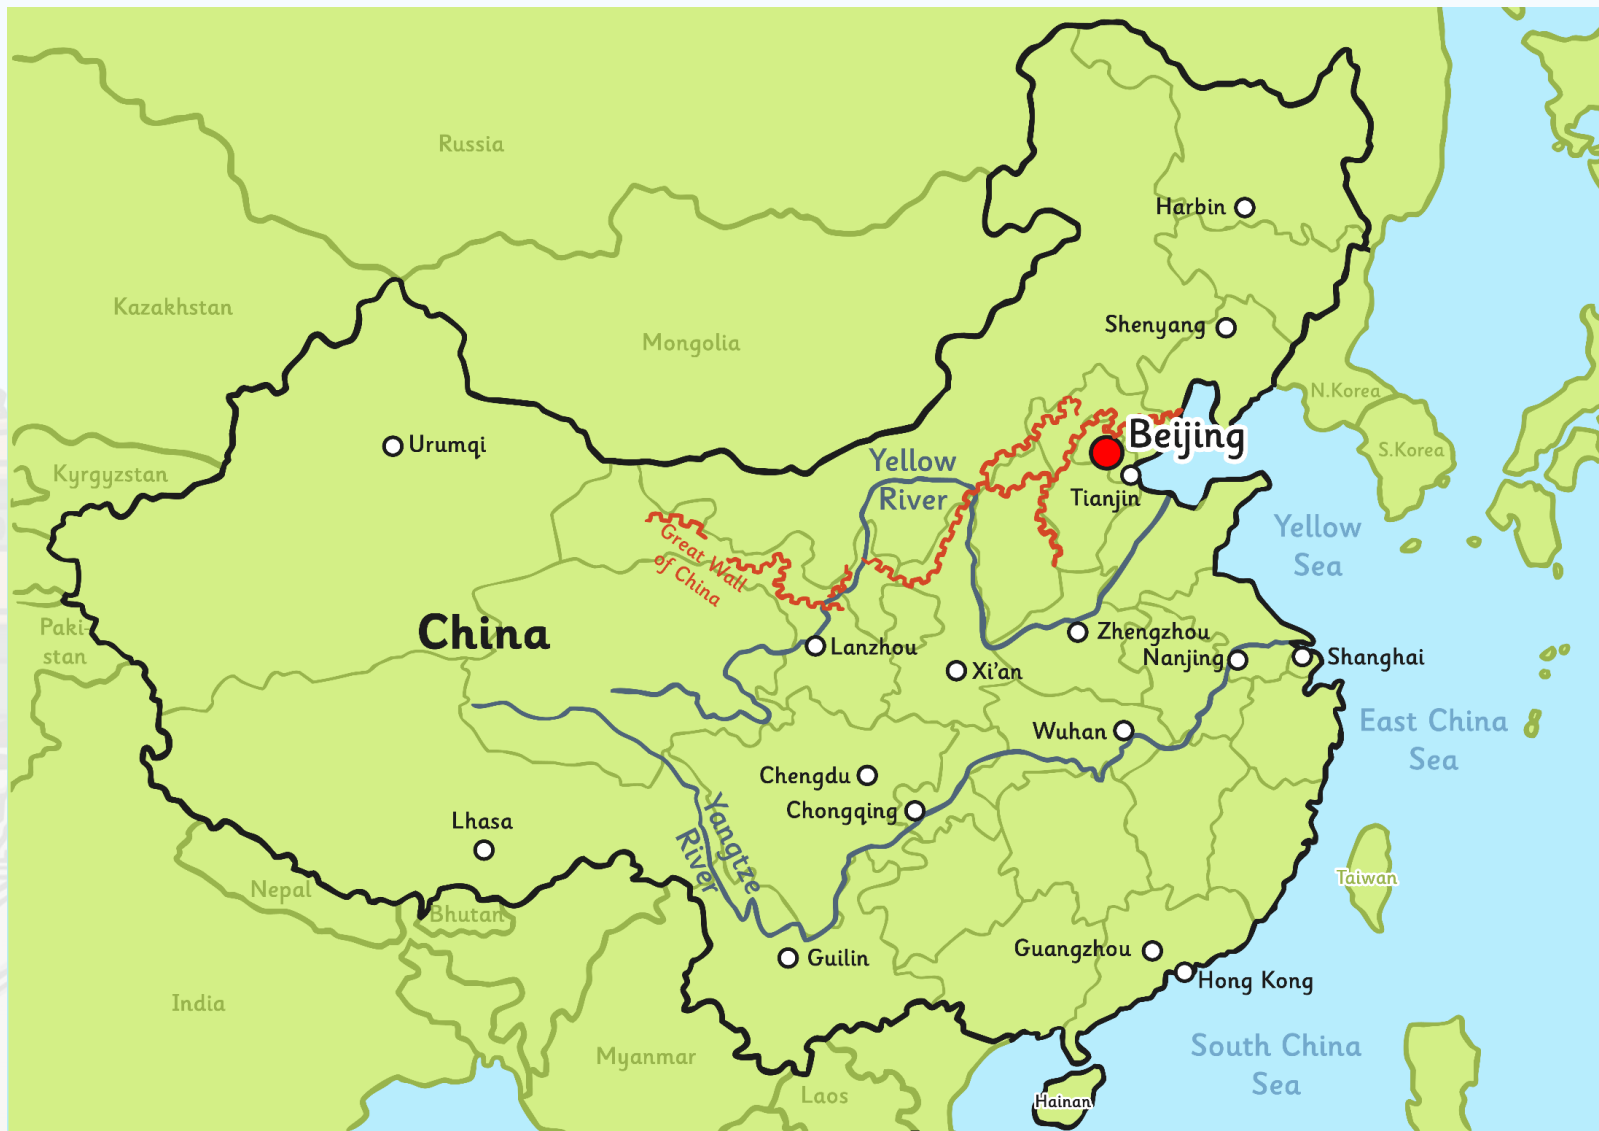 Russia
Harbin
Kazakhstan
Mongolia
Shenyang
N.Korea
Beijing
Urumqi
S.Korea
Kyrgyzstan
Yellow
River
Tianjin
Great Wall
of China
Yellow
Sea
Paki-
stan
China
Lanzhou
Zhengzhou
Nanjing
Shanghai
Xi'an
East China
Sea
Wuhan
Chengdu
Chongqing
Lhasa
Yangtze
River
Nepal
Bhutan
Taiwan
Guilin
Guangzhou
Hong Kong
India
Myanmar
South China
Sea
Laos
Hainan